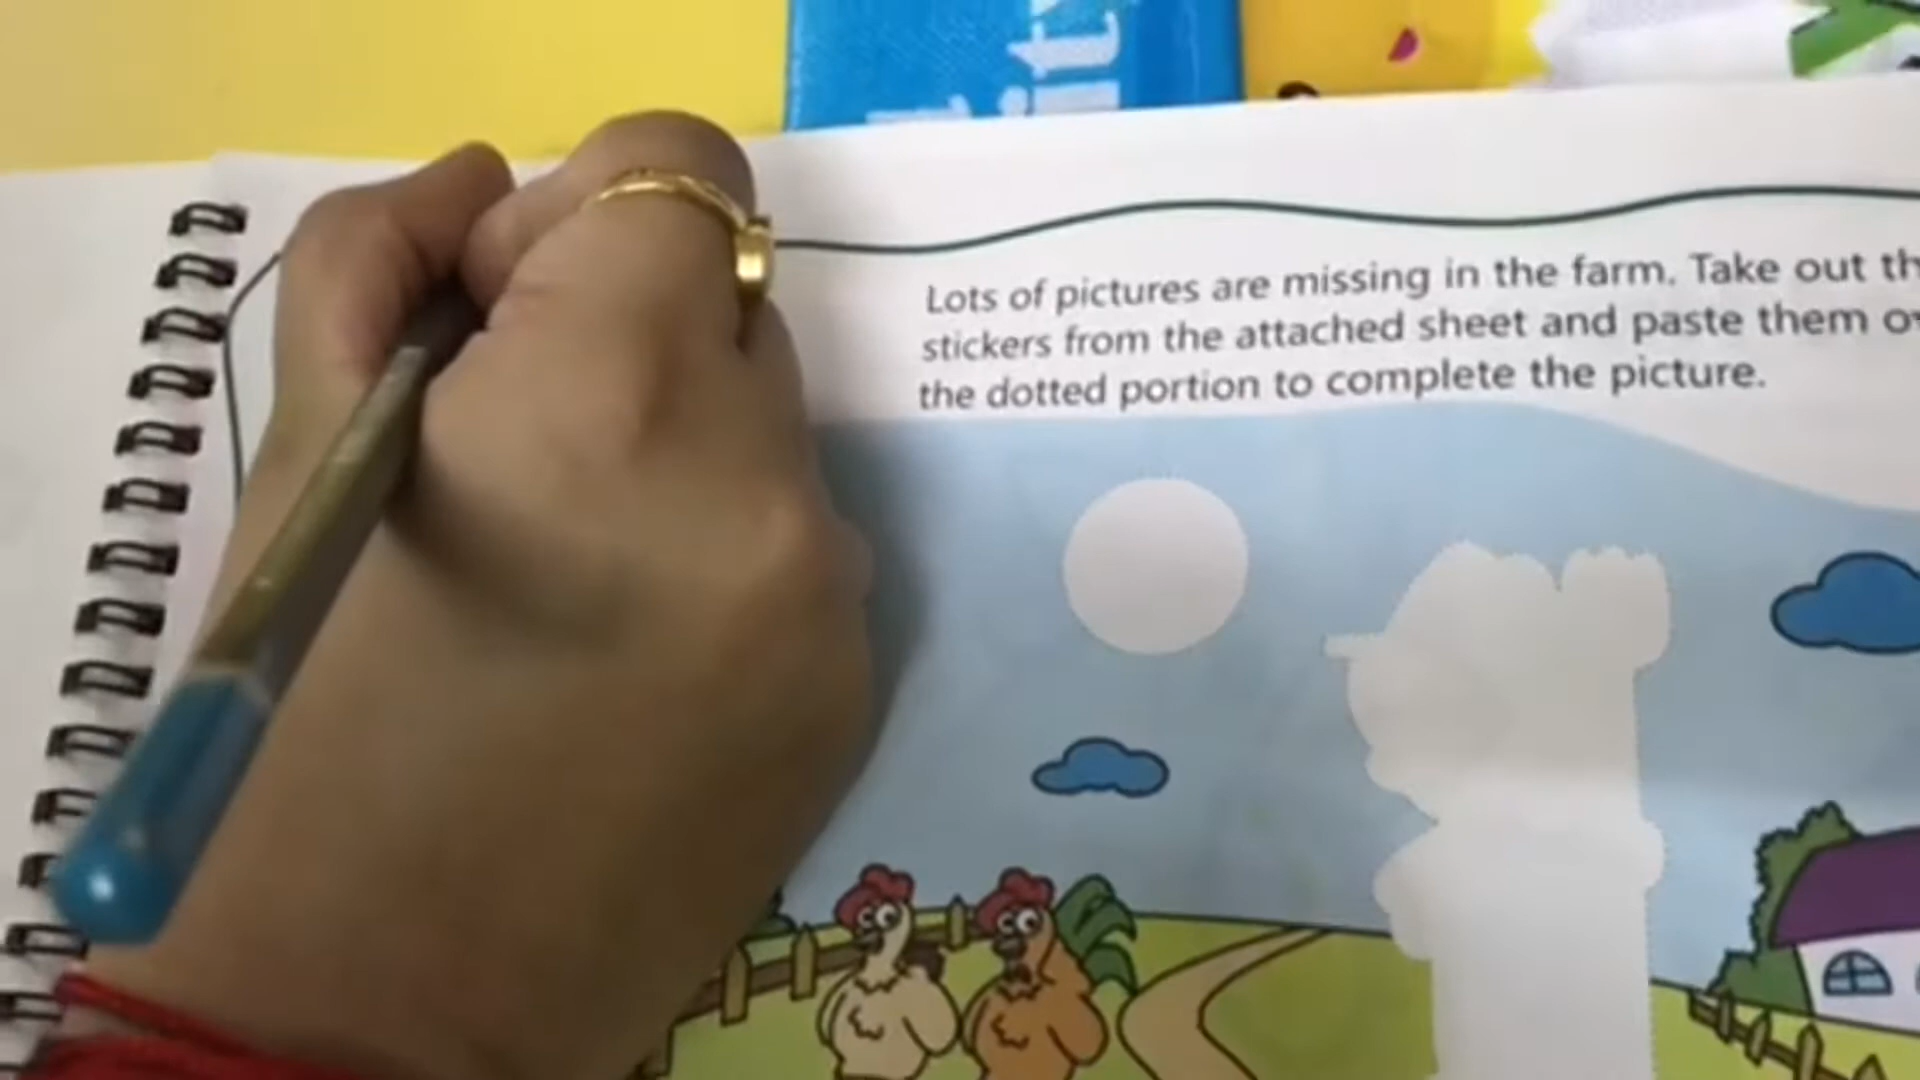 it
Lots of pictures are missing in the farm. Take out
stickers from the attached sheet and paste them
the dotted portion to complete the picture.